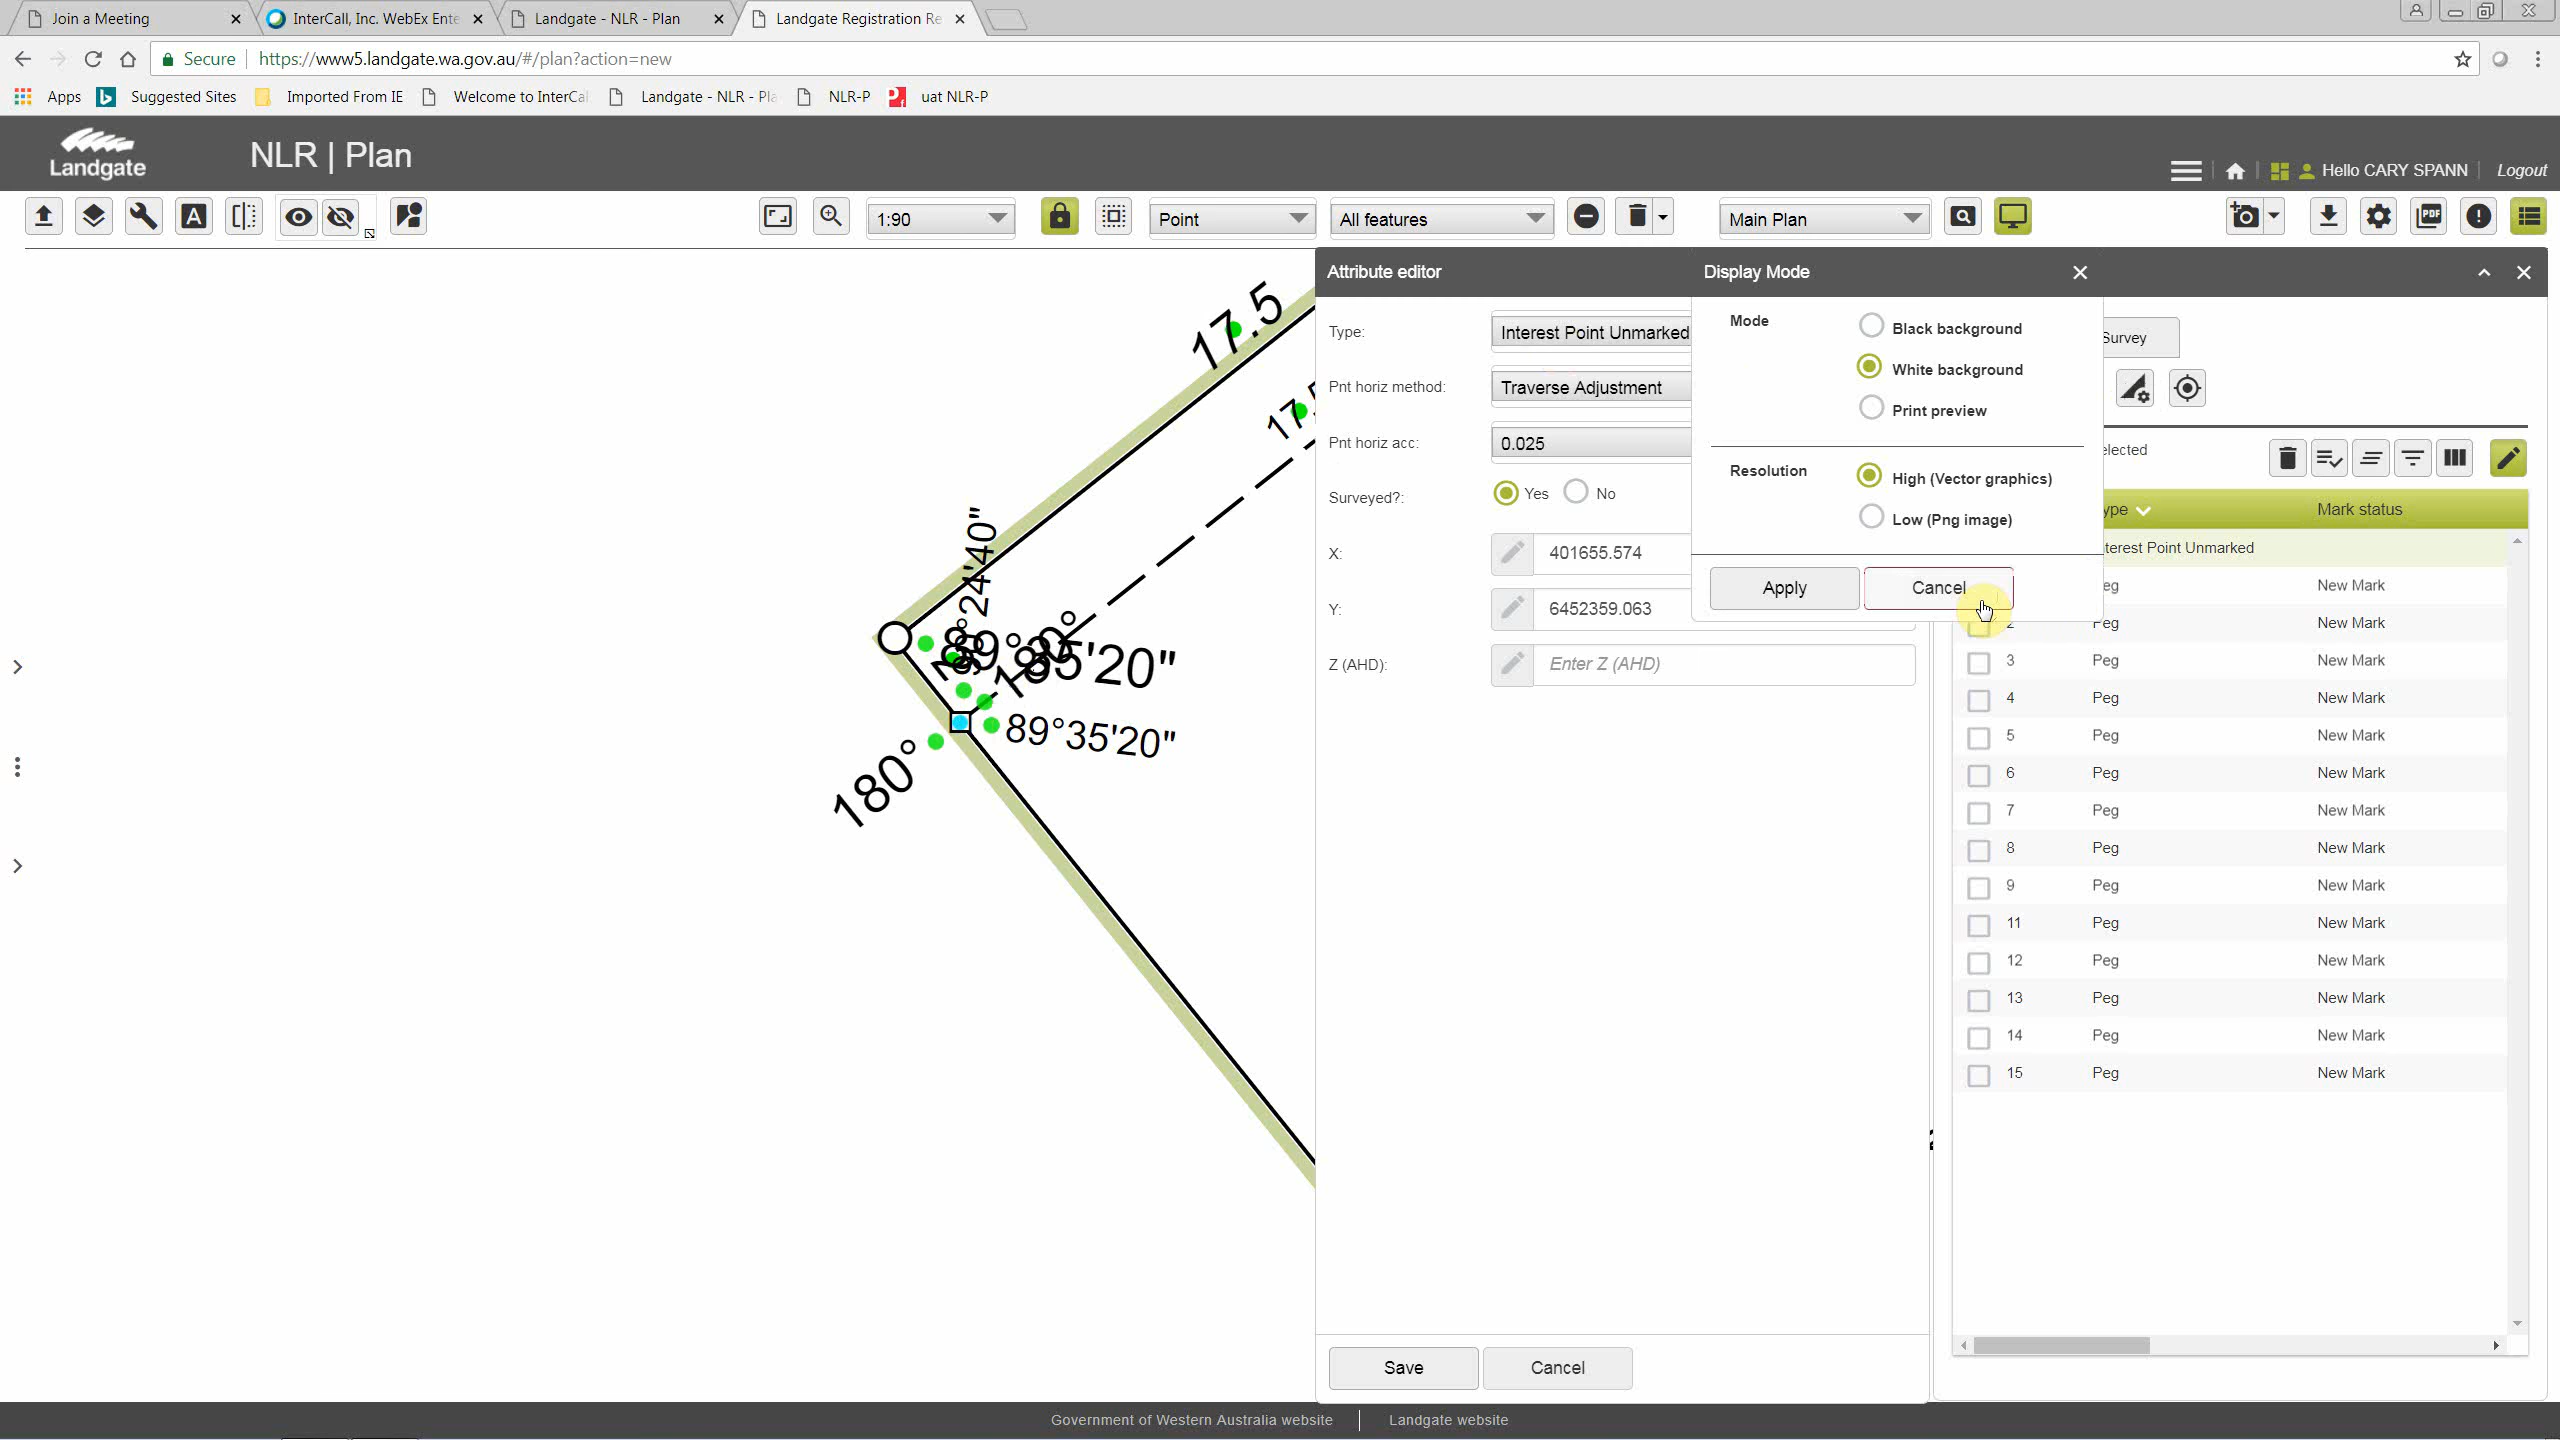 Join a Meeting
InterCall, Inc. WebEx Ente
Landgate - NLR - Plan
Landgate Registration Re
Secure https://www5.landgate.wa.gov.au/#/plan?action=new
Apps Suggested Sites Imported From IE Welcome to InterCal Landgate - NLR - Pla NLR-P uat NLR-P
Landgate
NLR | Plan
Hello CARY SPANN Logout
A 1:90 Point All features Main Plan PDF
Attribute editor
Type: Interest Point Unmarked
Pnt horiz method: Traverse Adjustment
Pnt horiz acc: 0.025
Surveyed?: Yes No
X: 401655.574
Y: 6452359.063
Z (AHD): Enter Z (AHD)
Save Cancel
Display Mode
Mode
Black background
White background
Print preview
Resolution
High (Vector graphics)
Low (Png image)
Apply Cancel
Survey
elected
ype Mark status
terest Point Unmarked
eg New Mark
2 Peg New Mark
3 Peg New Mark
4 Peg New Mark
5 Peg New Mark
6 Peg New Mark
7 Peg New Mark
8 Peg New Mark
9 Peg New Mark
11 Peg New Mark
12 Peg New Mark
13 Peg New Mark
14 Peg New Mark
15 Peg New Mark
17.5
180°
89°35'20"
89°35'20"
180°
Government of Western Australia website
Landgate website